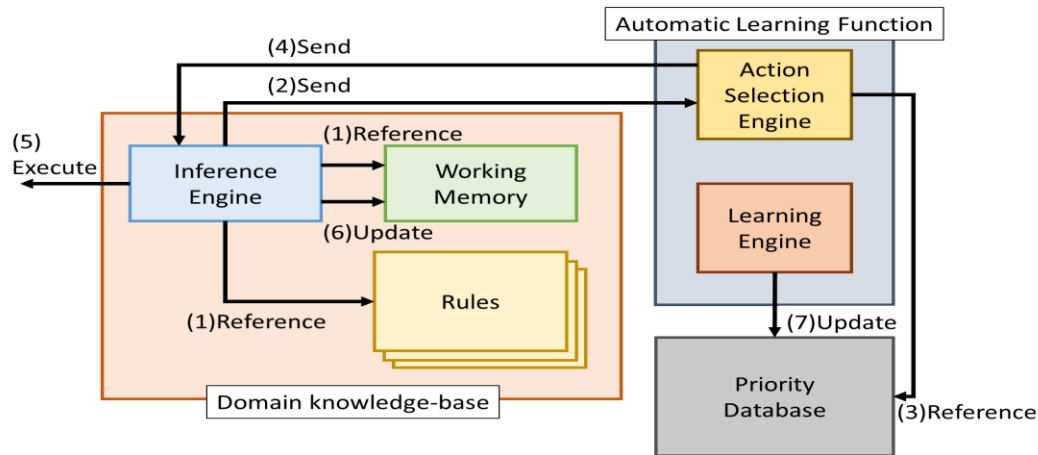 Automatic Learning Function
(4)Send
Action
Selection
Engine
(2)Send
(1)Reference
(5)
Execute
Inference
Engine
Working
Memory
(6)Update
Learning
Engine
Rules
(1)Reference
(7)Update
Priority
Database
(3)Reference
Domain knowledge-base